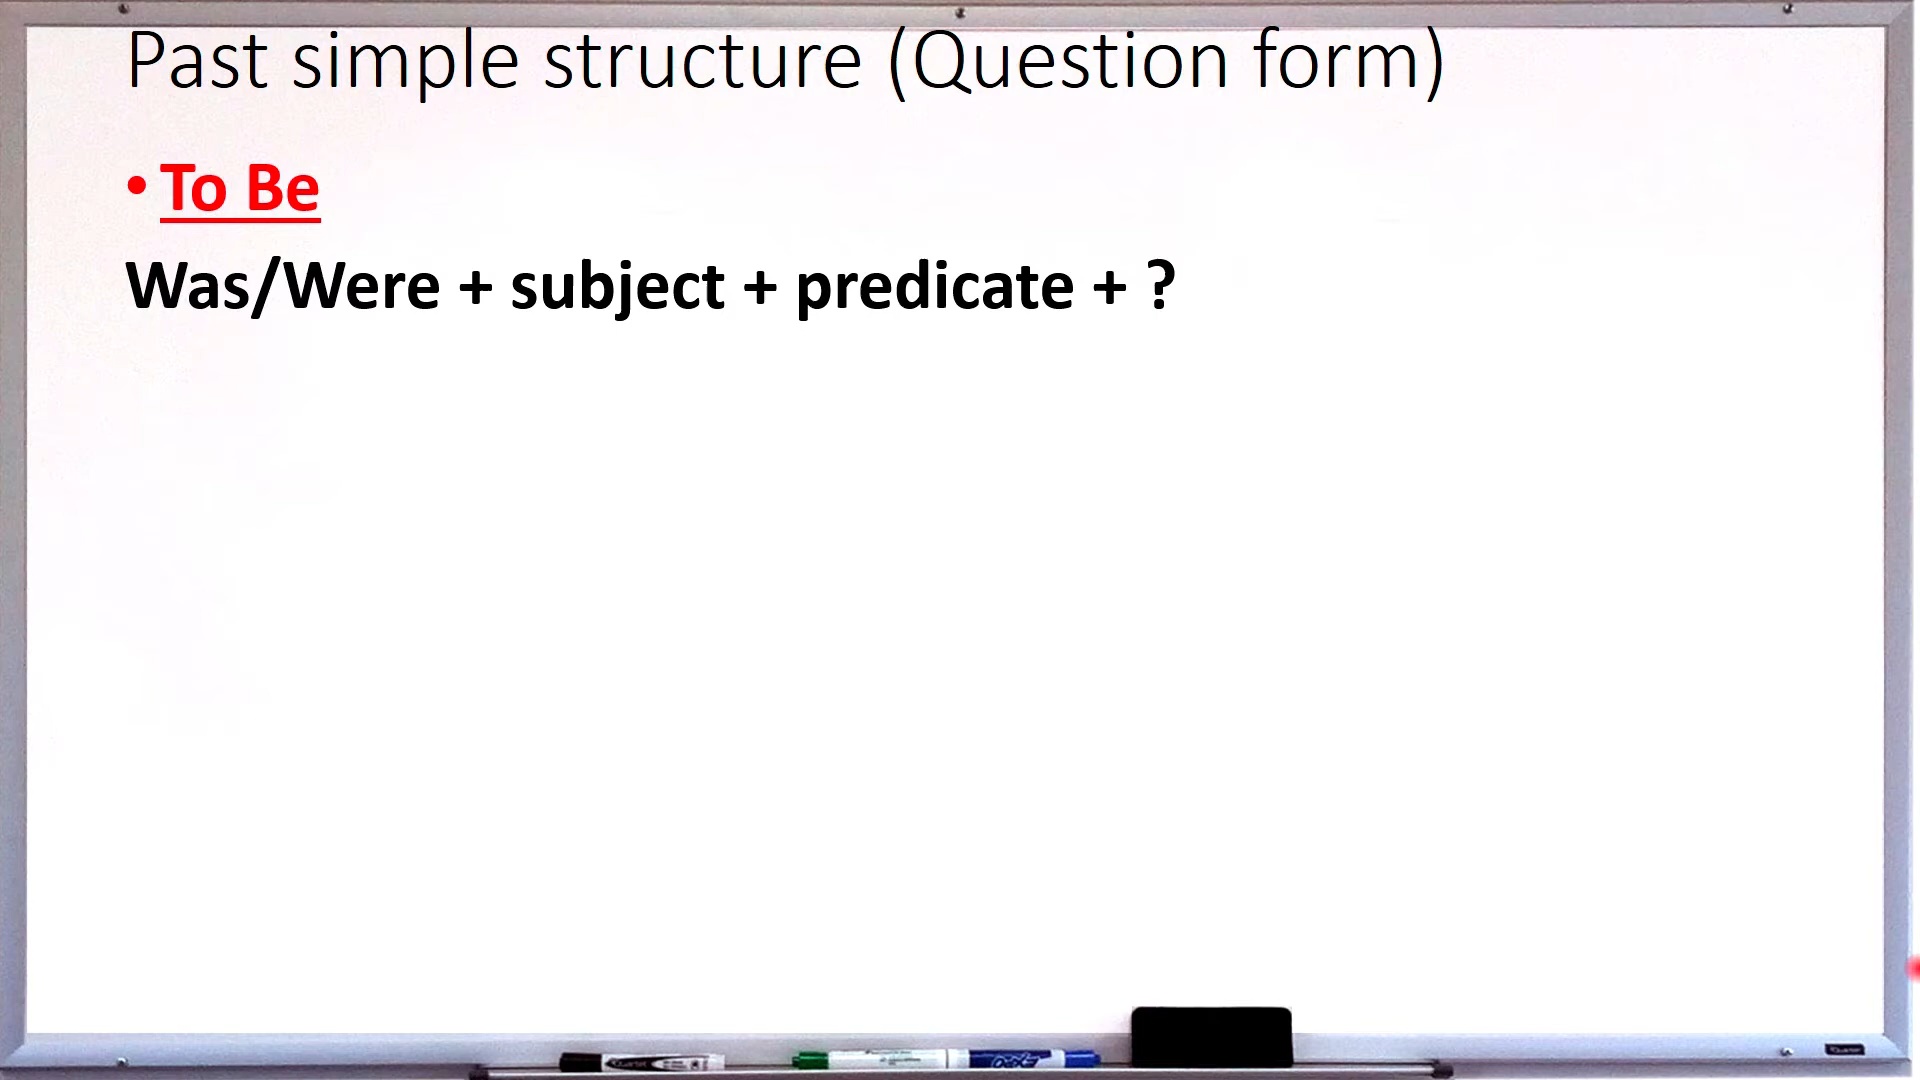 Past simple structure (Question form)
• To Be
Was/Were + subject + predicate + ?